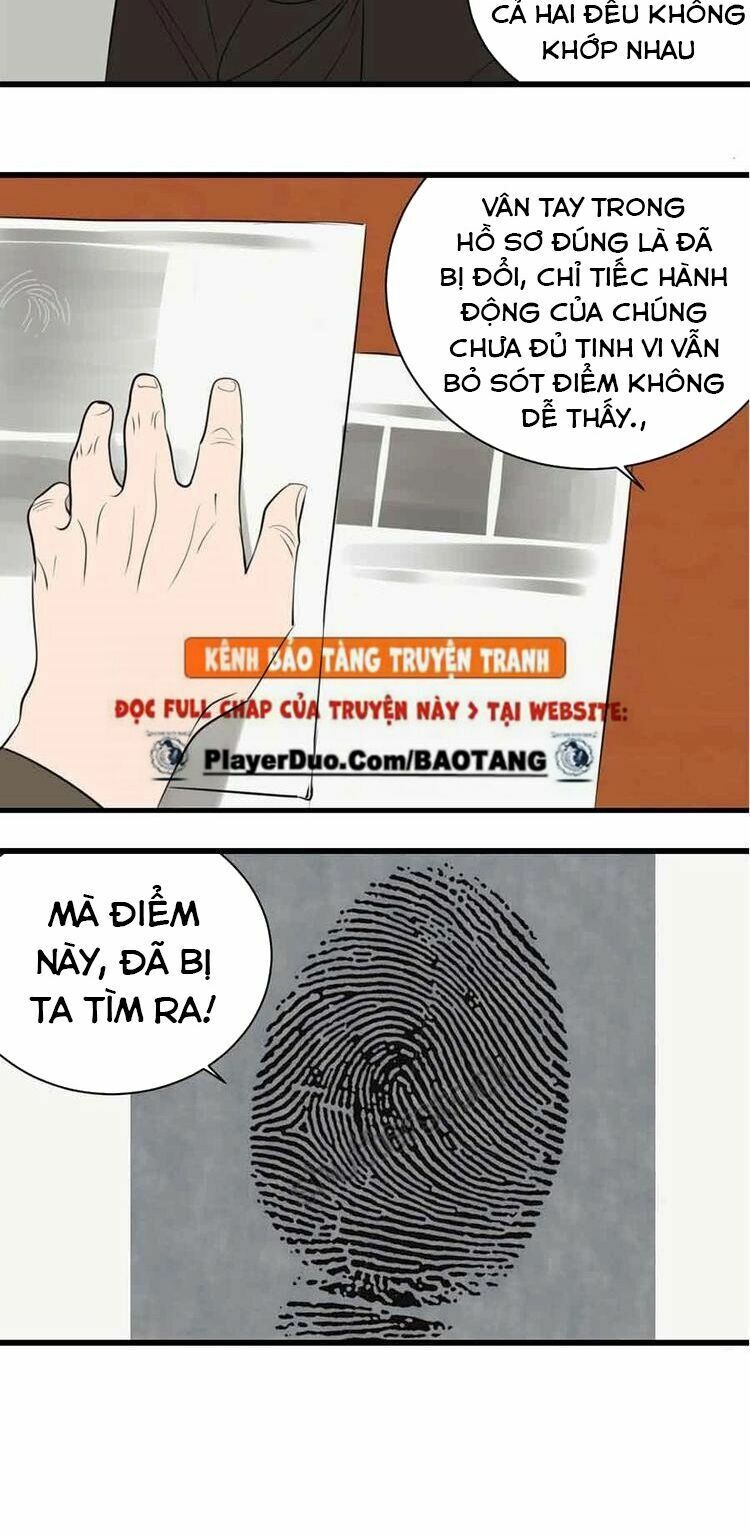 CẢ HAI ĐỀU KHÔNG
KHỚP NHAU
VÂN TAY TRONG
HỒ SƠ ĐÚNG LÀ ĐÃ
BỊ ĐỔI, CHỈ TIẾC HÀNH
ĐỘNG CỦA CHÚNG
CHƯA ĐỦ TINH VI VẪN
BỎ SÓT ĐIỂM KHÔNG
DỄ THẤY.,
KÊNH BẢO TÀNG TRUYỆN TRANH
ĐỌC FULL CHAP CỦA TRUYỆN NÀY > TẠI WEBSITE:
PlayerDuo.Com/BAOTANG
MÀ ĐIỂM
NÀY, ĐÃ BỊ
TA TÌM RA!